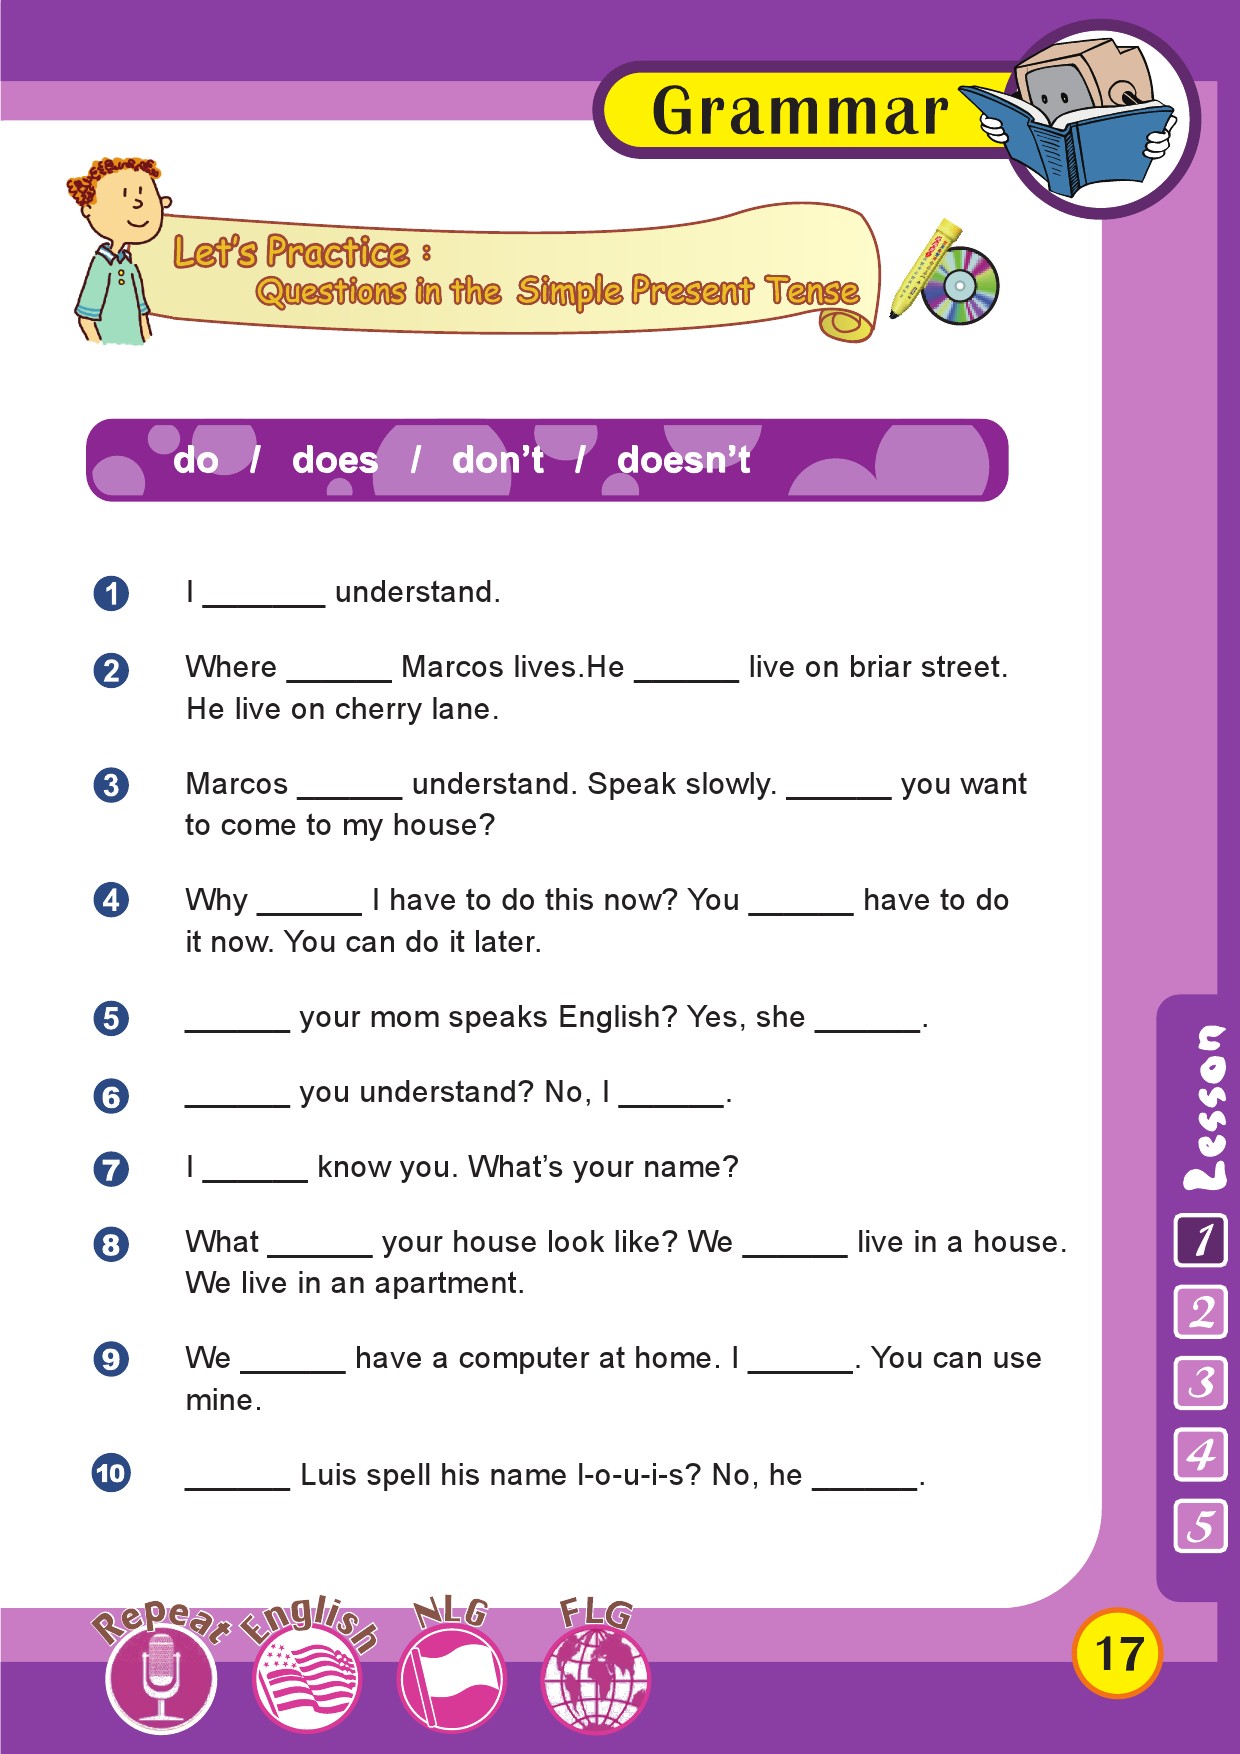 Grammar
Let's Practice :
Questions in the Simple Present Tense
do / does / don't / doesn't
1 I _______ understand.
2 Where ______ Marcos lives.He ______ live on briar street.
He live on cherry lane.
3 Marcos ______ understand. Speak slowly. ______ you want
to come to my house?
4 Why ______ I have to do this now? You ______ have to do
it now. You can do it later.
5 ______ your mom speaks English? Yes, she ______.
6 ______ you understand? No, I ______.
7 I ______ know you. What's your name?
8 What ______ your house look like? We ______ live in a house.
We live in an apartment.
9 We ______ have a computer at home. I ______. You can use
mine.
10 ______ Luis spell his name l-o-u-i-s? No, he ______.
Lesson
1
2
3
4
5
Repeat English NLG FLG
17